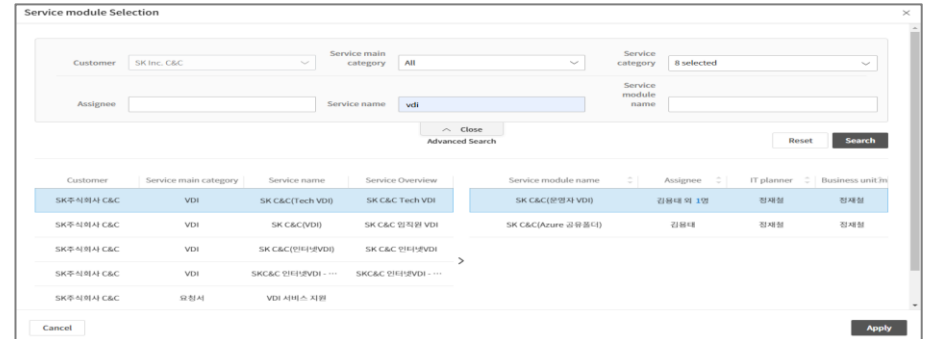 Service module Selection
Customer SK Inc. C&C Service main category All Service category 8 selected
Assignee Service name vdi Service module name
Close
Advanced Search
Reset Search
Customer Service main category Service name Service Overview Service module name Assignee IT planner Business unit
SK주식회사 C&C VDI SK C&C(Tech VDI) SK C&C Tech VDI SK C&C(운영자 VDI) 김용태 외 1명 정재철 정재철
SK주식회사 C&C VDI SK C&C(VDI) SK C&C 임직원 VDI SK C&C(Azure 공유폴더) 김용태 정재철 정재철
SK주식회사 C&C VDI SK C&C(인터넷VDI) SK C&C 인터넷VDI
SK주식회사 C&C VDI SKC&C 인터넷VDI - ··· SKC&C 인터넷VDI - ···
SK주식회사 C&C 요청서 VDI 서비스 지원
Cancel Apply